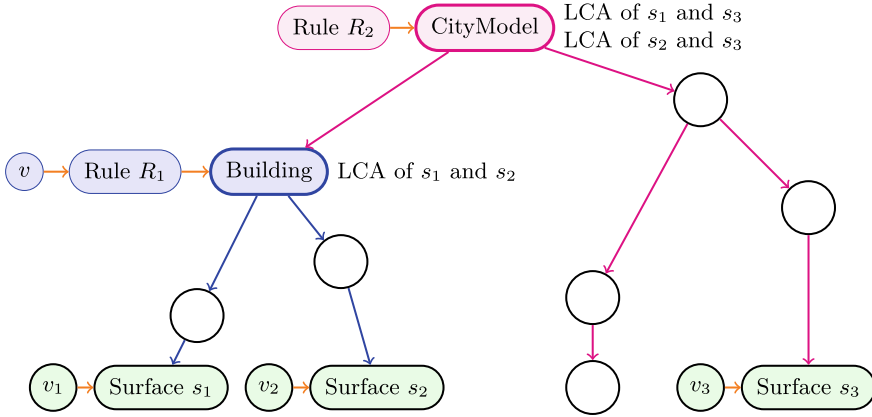 Rule R₂
CityModel
LCA of s₁ and s₃
LCA of s₂ and s₃
v
Rule R₁
Building
LCA of s₁ and s₂
v₁
Surface s₁
v₂
Surface s₂
v₃
Surface s₃